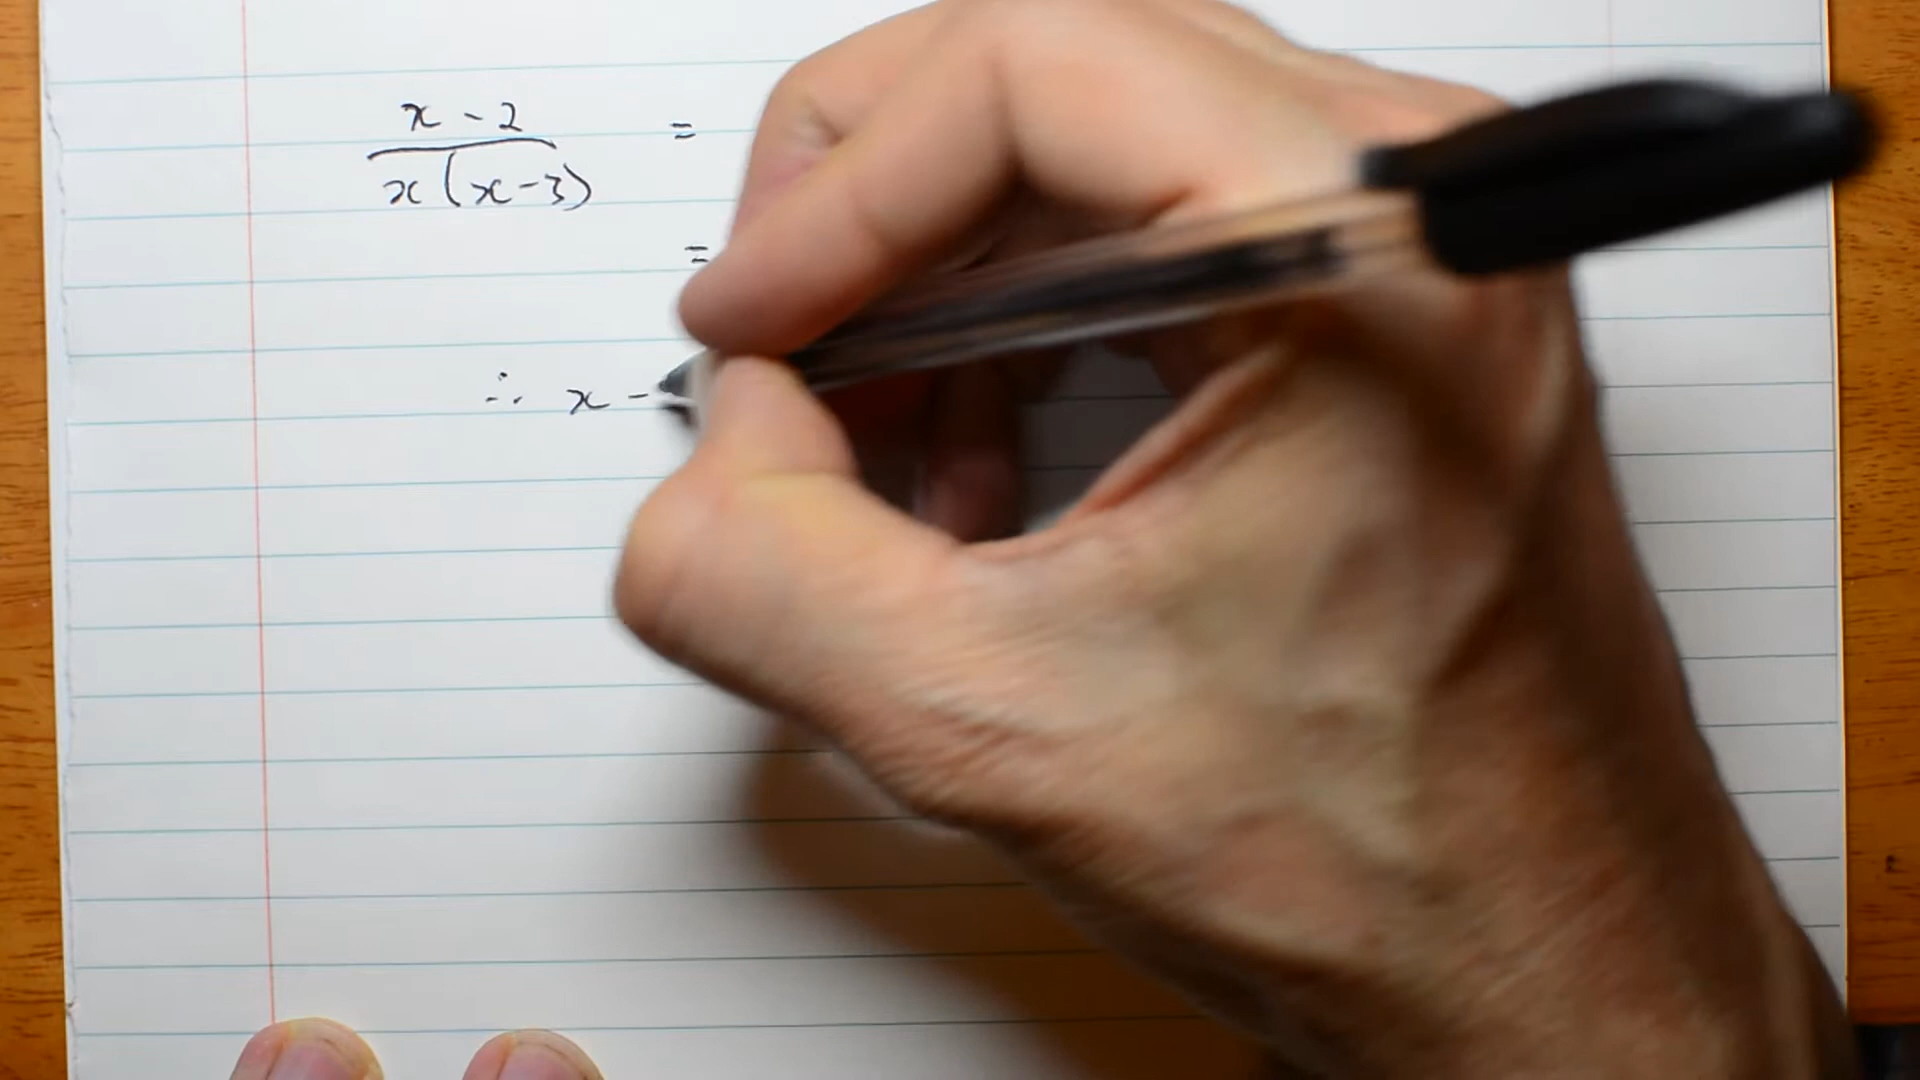 x - 2 =
x (x-3)
=
∴ x -